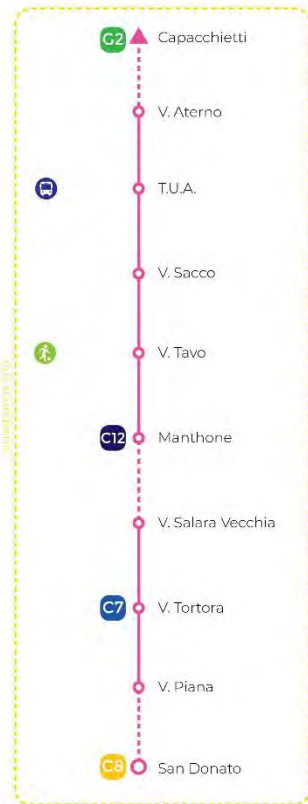 G2 Capacchietti
V. Aterno
T.U.A.
V. Sacco
V. Tavo
C12 Manthone
V. Salara Vecchia
C7 V. Tortora
V. Piana
C8 San Donato